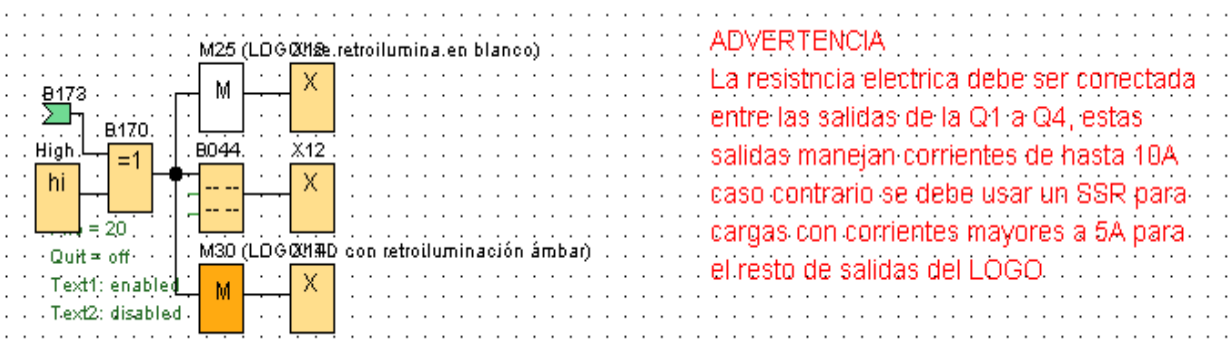 M25 (LOGO! se retroilumina en blanco)
B173
M
X
B170
High
=1
B044
X12
hi
X
= 20
Quit = off
M30 (LOGO! TD con retroiluminación ámbar)
Text1: enabled
M
X
Text2: disabled
ADVERTENCIA
La resistncia electrica debe ser conectada
entre las salidas de la Q1 a Q4, estas
salidas manejan corrientes de hasta 10A
caso contrario se debe usar un SSR para
cargas con corrientes mayores a 5A para
el resto de salidas del LOGO